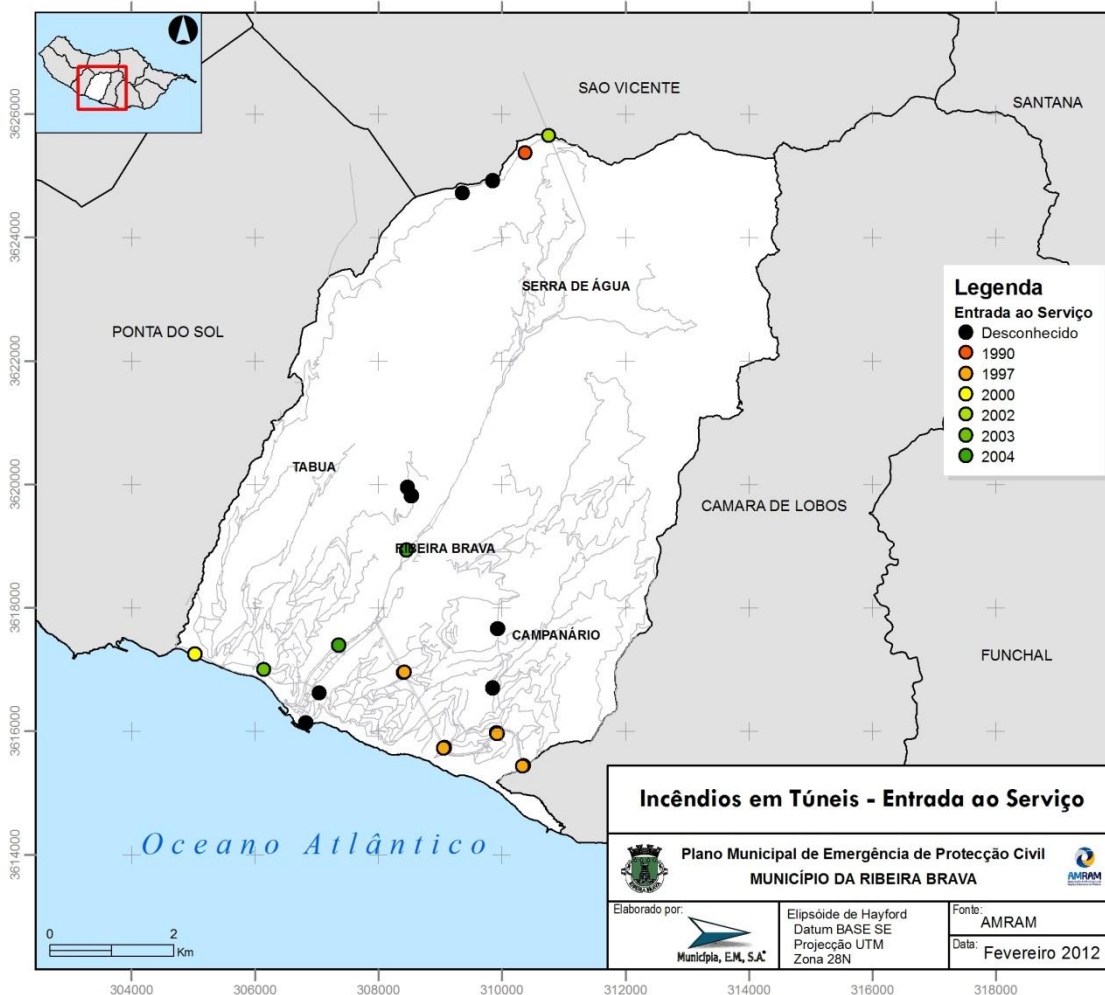 SAO VICENTE
SANTANA
SERRA DE ÁGUA
PONTA DO SOL
TABUA
CAMARA DE LOBOS
RIBEIRA BRAVA
CAMPANÁRIO
FUNCHAL
Oceano Atlântico
Legenda
Entrada ao Serviço
Desconhecido
1990
1997
2000
2002
2003
2004
3626000
3624000
3622000
3620000
3618000
3616000
3614000
0 2
Km
Incêndios em Túneis - Entrada ao Serviço
Plano Municipal de Emergência de Protecção Civil
MUNICÍPIO DA RIBEIRA BRAVA
AMRAM
Elaborado por:
Municípia, E.M., S.A.
Elipsóide de Hayford
Datum BASE SE
Projecção UTM
Zona 28N
Fonte:
AMRAM
Data: Fevereiro 2012
304000 306000 308000 310000 312000 314000 316000 318000